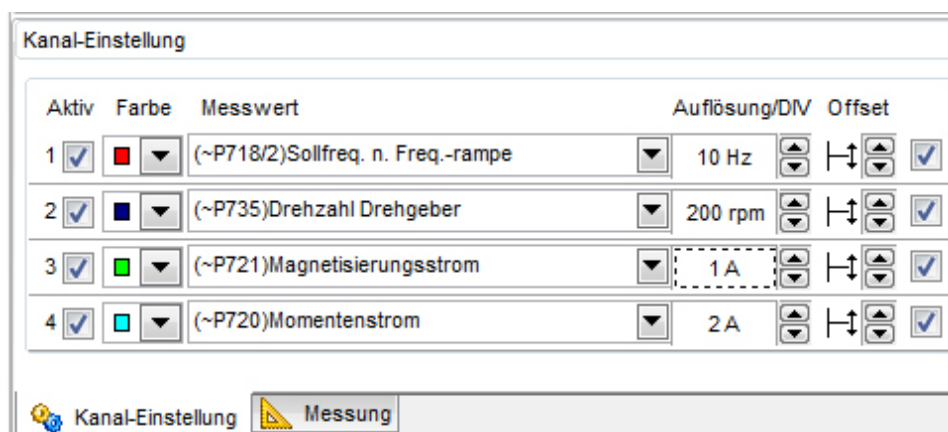 Kanal-Einstellung
Aktiv Farbe Messwert Auflösung/DIV Offset
1 (~P718/2)Sollfreq. n. Freq.-rampe 10 Hz
2 (~P735)Drehzahl Drehgeber 200 rpm
3 (~P721)Magnetisierungsstrom 1 A
4 (~P720)Momentenstrom 2 A
Kanal-Einstellung Messung